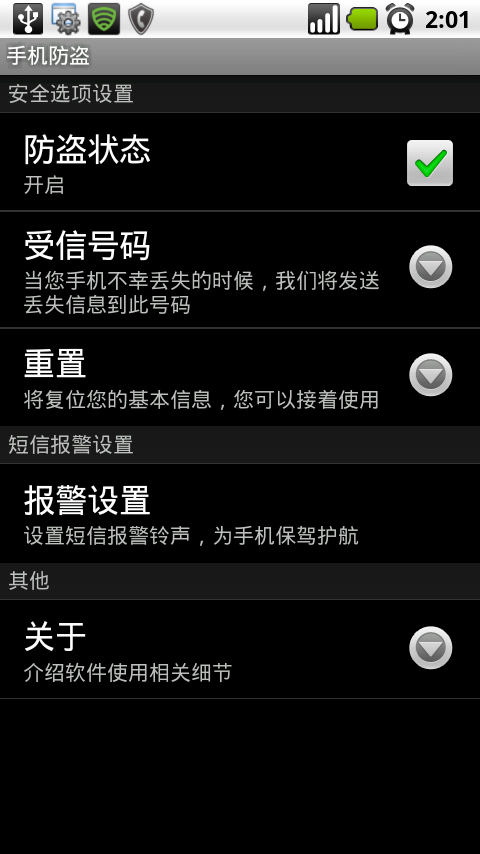 2:01
手机防盗
安全选项设置
防盗状态
开启
受信号码
当您手机不幸丢失的时候，我们将发送
丢失信息到此号码
重置
将复位您的基本信息，您可以接着使用
短信报警设置
报警设置
设置短信报警铃声，为手机保驾护航
其他
关于
介绍软件使用相关细节